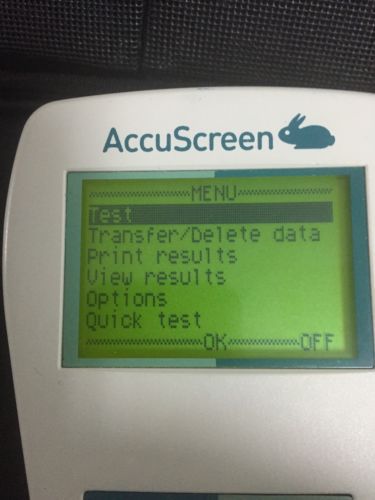 AccuScreen
MENU
Test
Transfer/Delete data
Print results
View results
Options
Quick test
OK OFF